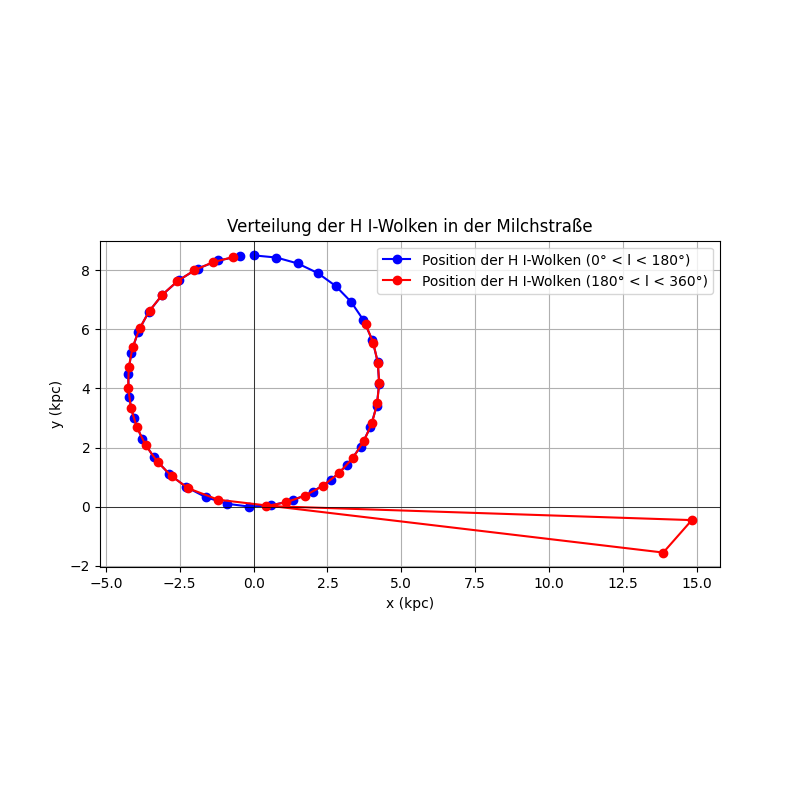 Verteilung der H I-Wolken in der Milchstraße
Position der H I-Wolken (0° < l < 180°)
Position der H I-Wolken (180° < l < 360°)
8
6
4
2
0
−2
y (kpc)
−5.0 −2.5 0.0 2.5 5.0 7.5 10.0 12.5 15.0
x (kpc)